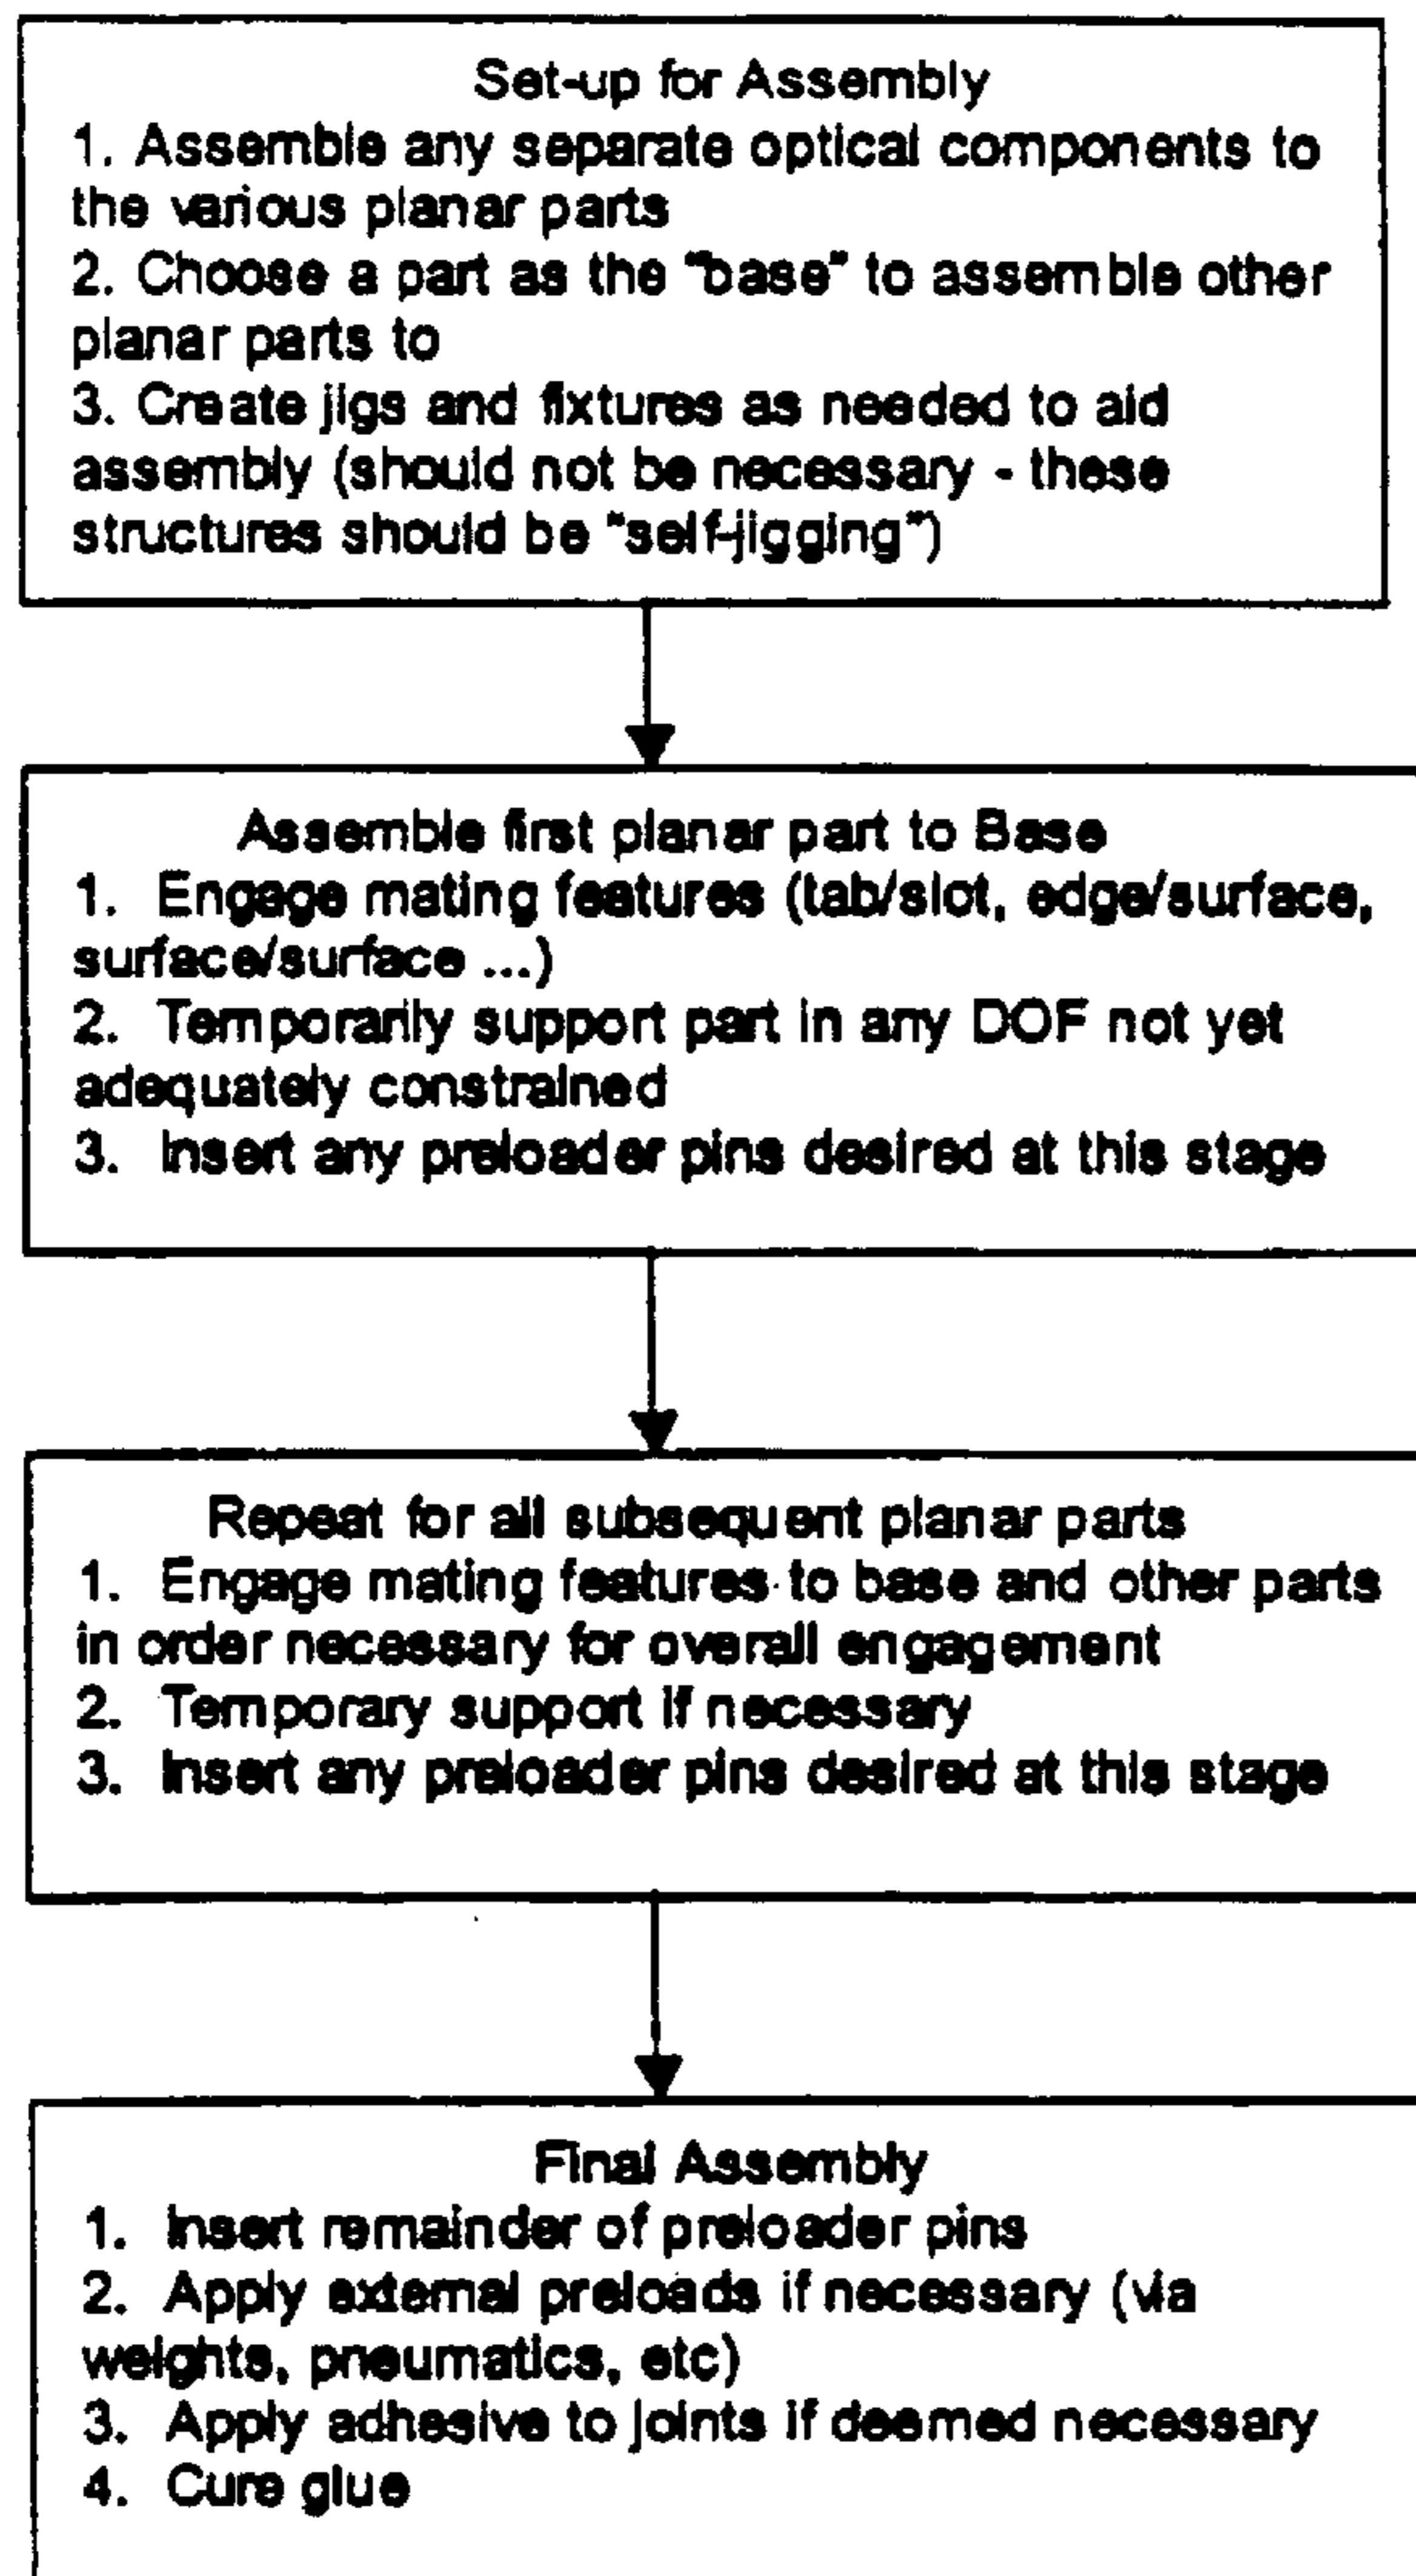 Set-up for Assembly
1. Assemble any separate optical components to
the various planar parts
2. Choose a part as the "base" to assemble other
planar parts to
3. Create jigs and fixtures as needed to aid
assembly (should not be necessary - these
structures should be "self-jigging")
Assemble first planar part to Base
1. Engage mating features (tab/slot, edge/surface,
surface/surface ...)
2. Temporarily support part in any DOF not yet
adequately constrained
3. Insert any preloader pins desired at this stage
Repeat for all subsequent planar parts
1. Engage mating features to base and other parts
in order necessary for overall engagement
2. Temporary support if necessary
3. Insert any preloader pins desired at this stage
Final Assembly
1. Insert remainder of preloader pins
2. Apply external preloads if necessary (via
weights, pneumatics, etc)
3. Apply adhesive to joints if deemed necessary
4. Cure glue